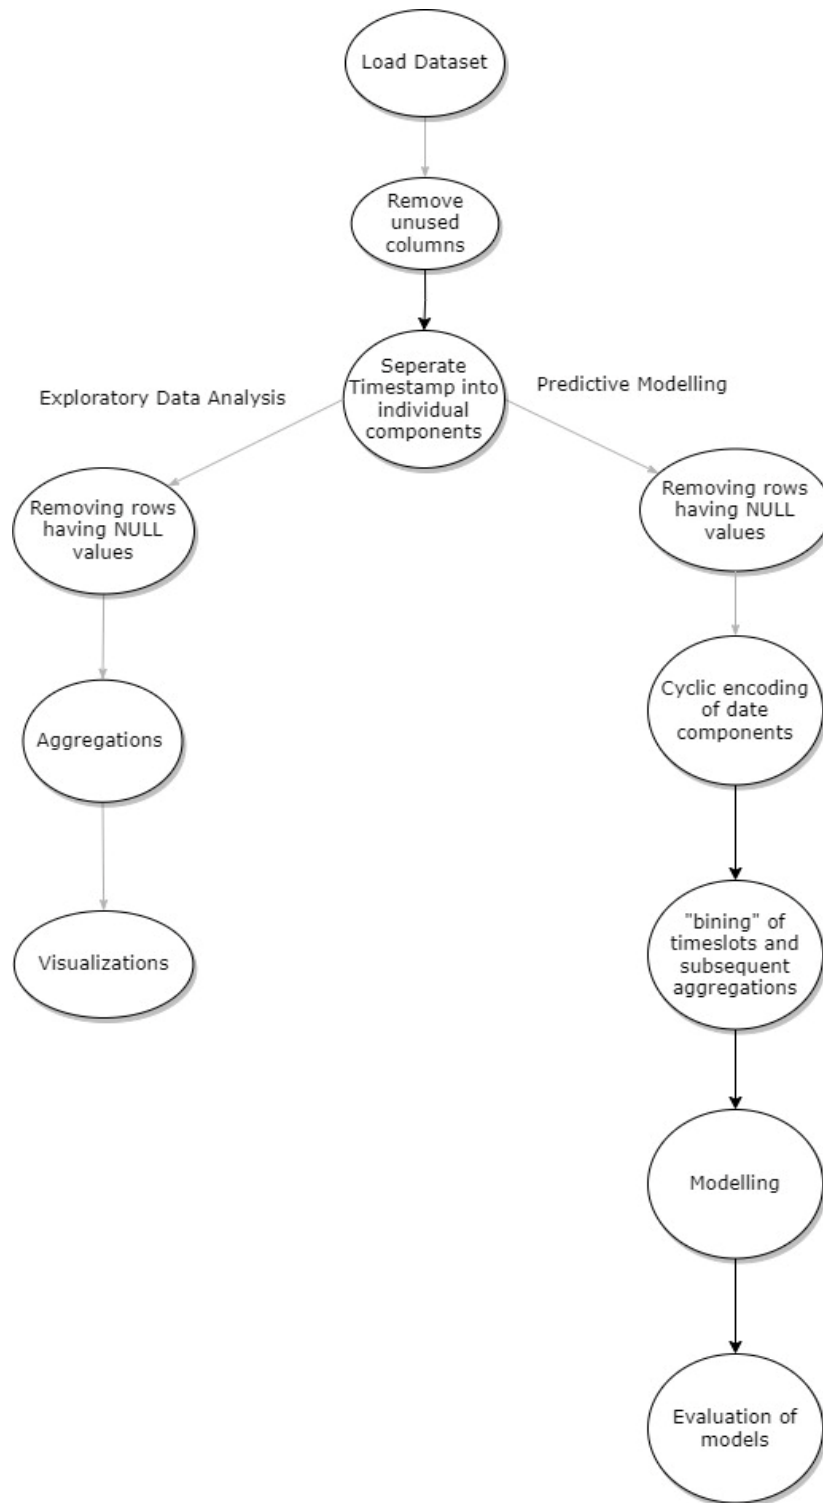 Load Dataset
Remove
unused
columns
Seperate
Timestamp into
individual
components
Exploratory Data Analysis
Predictive Modelling
Removing rows
having NULL
values
Aggregations
Visualizations
Removing rows
having NULL
values
Cyclic encoding
of date
components
"bining" of
timeslots and
subsequent
aggregations
Modelling
Evaluation of
models